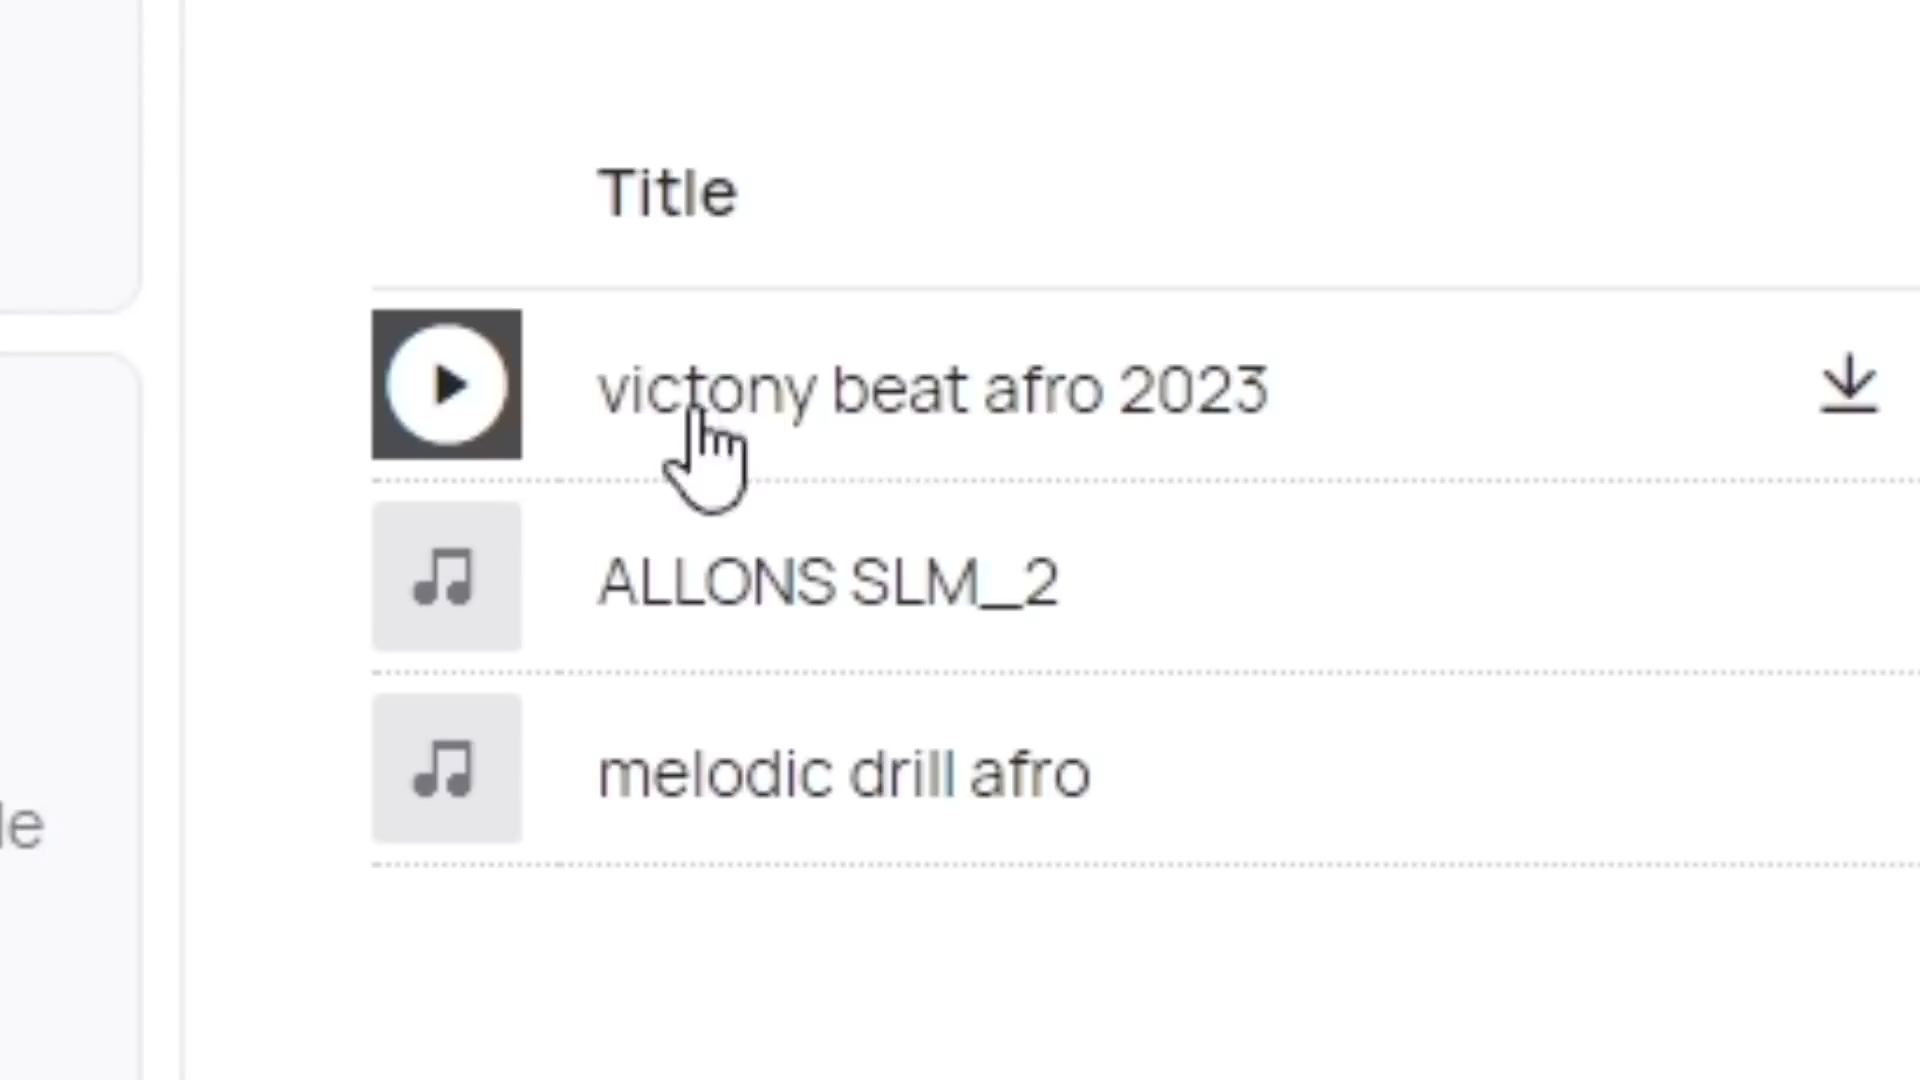 Title
victony beat afro 2023
ALLONS SLM_2
melodic drill afro
le